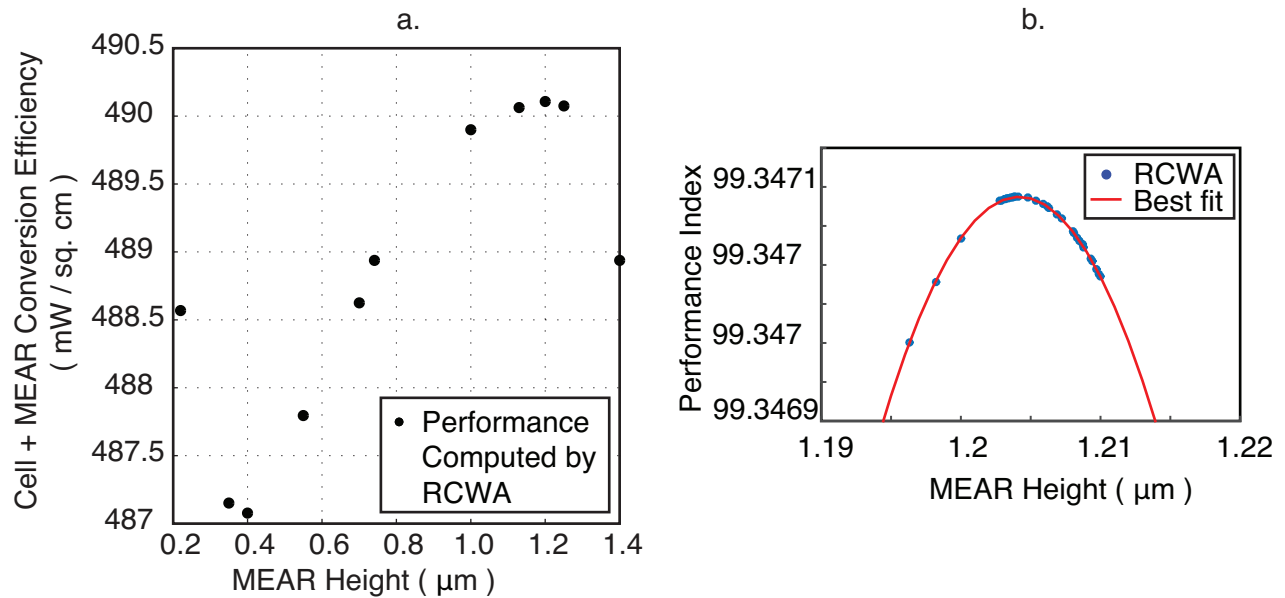 a.
Cell + MEAR Conversion Efficiency
( mW / sq. cm )
490.5
490
489.5
489
488.5
488
487.5
487
0.2 0.4 0.6 0.8 1.0 1.2 1.4
MEAR Height ( μm )
Performance
Computed by
RCWA
b.
Performance Index
99.3471
99.347
99.347
99.3469
1.19 1.2 1.21 1.22
MEAR Height ( μm )
RCWA
Best fit